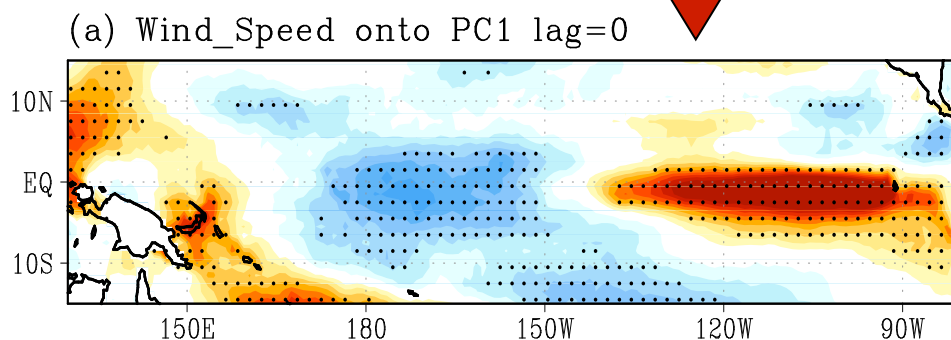 (a) Wind_Speed onto PC1 lag=0
10N
EQ
10S
150E 180 150W 120W 90W